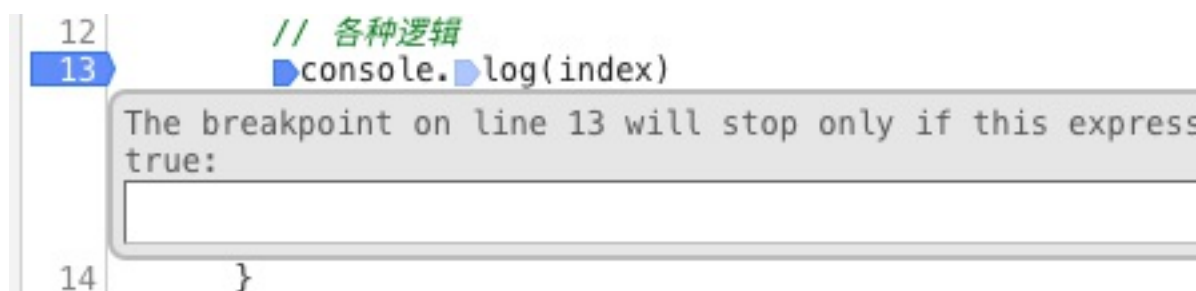 12 // 各种逻辑
13 console.log(index)
The breakpoint on line 13 will stop only if this express
true:
14 }